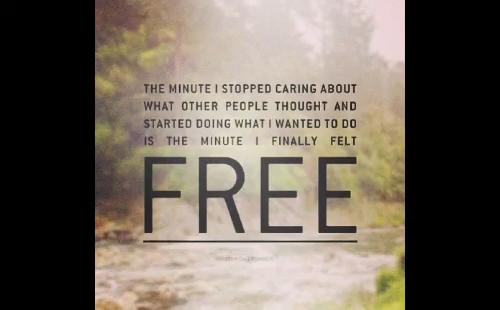 THE MINUTE I STOPPED CARING ABOUT
WHAT OTHER PEOPLE THOUGHT AND
STARTED DOING WHAT I WANTED TO DO
IS THE MINUTE I FINALLY FELT
FREE